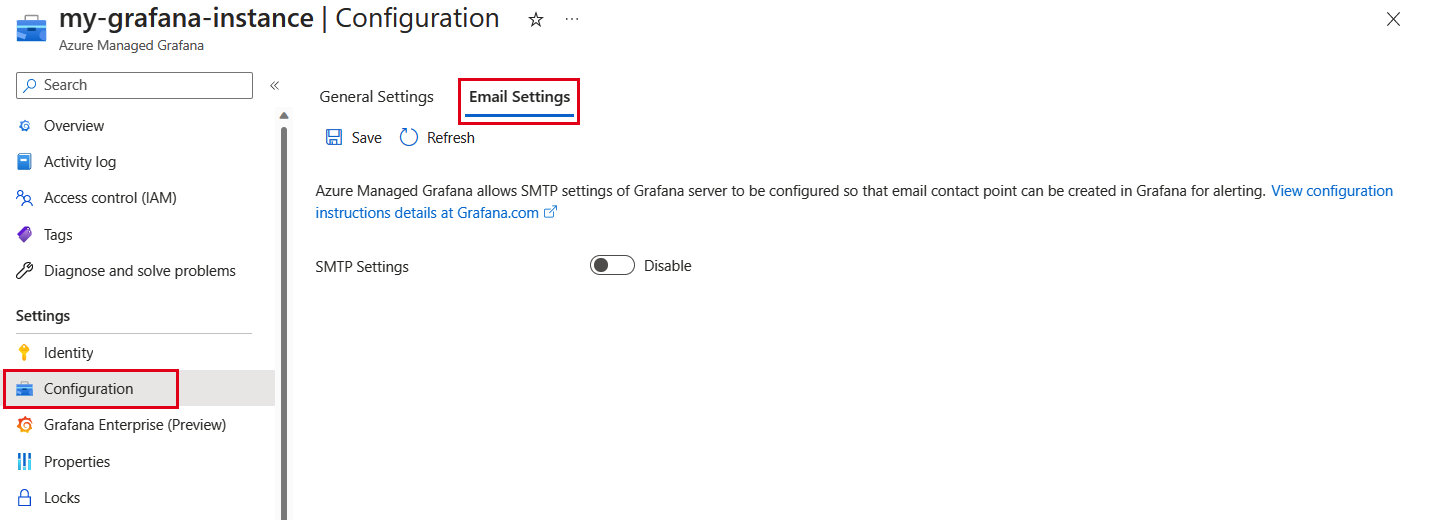 my-grafana-instance | Configuration
Azure Managed Grafana
Search
Overview
Activity log
Access control (IAM)
Tags
Diagnose and solve problems
Settings
Identity
Configuration
Grafana Enterprise (Preview)
Properties
Locks
General Settings
Email Settings
Save
Refresh
Azure Managed Grafana allows SMTP settings of Grafana server to be configured so that email contact point can be created in Grafana for alerting. View configuration
instructions details at Grafana.com
SMTP Settings
Disable